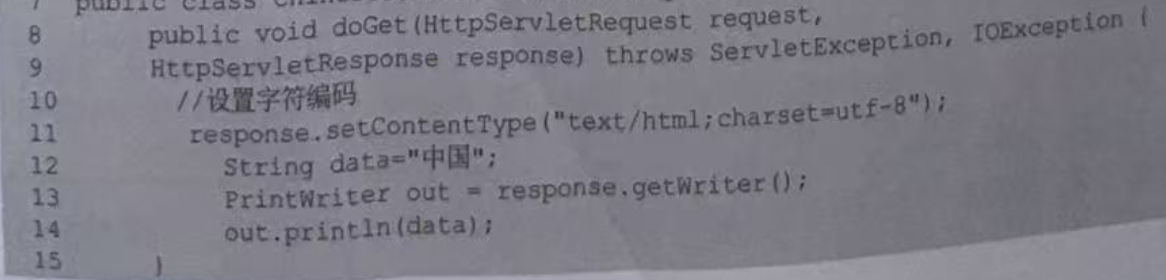 7 public class
8 public void doGet(HttpServletRequest request,
9 HttpServletResponse response) throws ServletException, IOException {
10 //设置字符编码
11 response.setContentType("text/html;charset=utf-8");
12 String data="中国";
13 PrintWriter out = response.getWriter();
14 out.println(data);
15 }